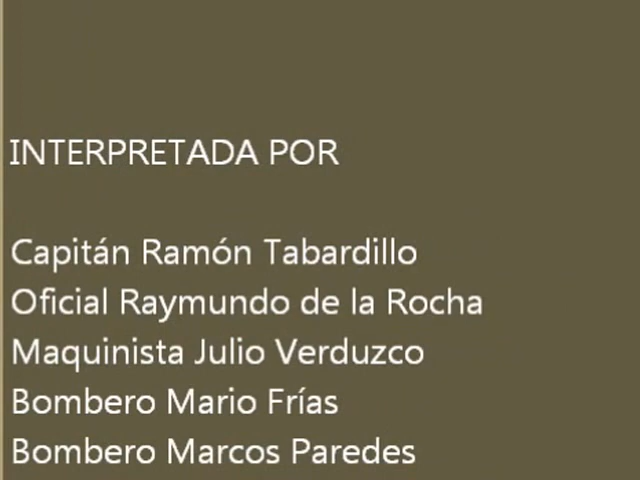 INTERPRETADA POR
Capitán Ramón Tabardillo
Oficial Raymundo de la Rocha
Maquinista Julio Verduzco
Bombero Mario Frías
Bombero Marcos Paredes